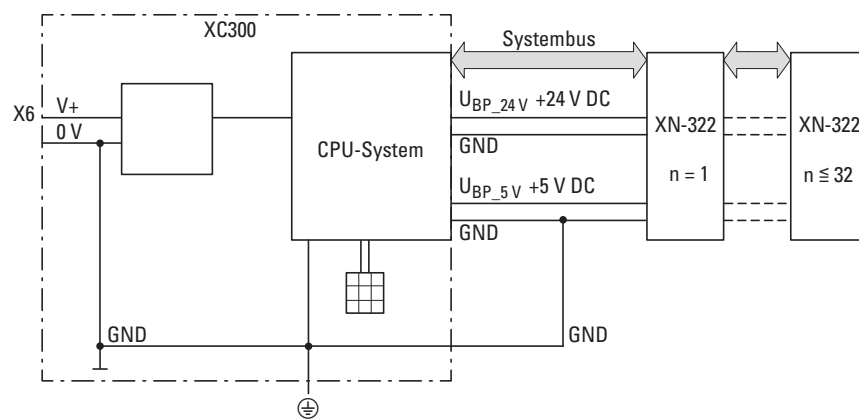 XC300
Systembus
X6
V+
0 V
CPU-System
U_BP_24 V +24 V DC
GND
U_BP_5 V +5 V DC
GND
XN-322
n = 1
XN-322
n ≦ 32
GND
GND